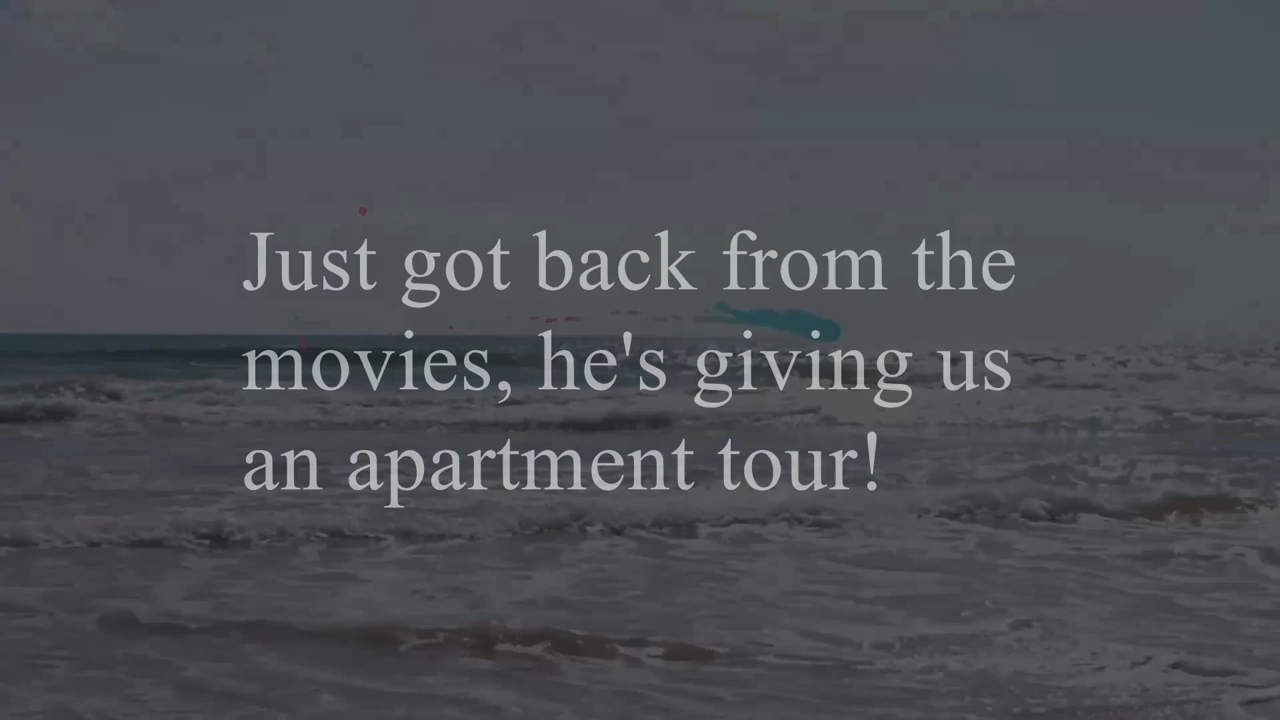 Just got back from the
movies, he's giving us
an apartment tour!